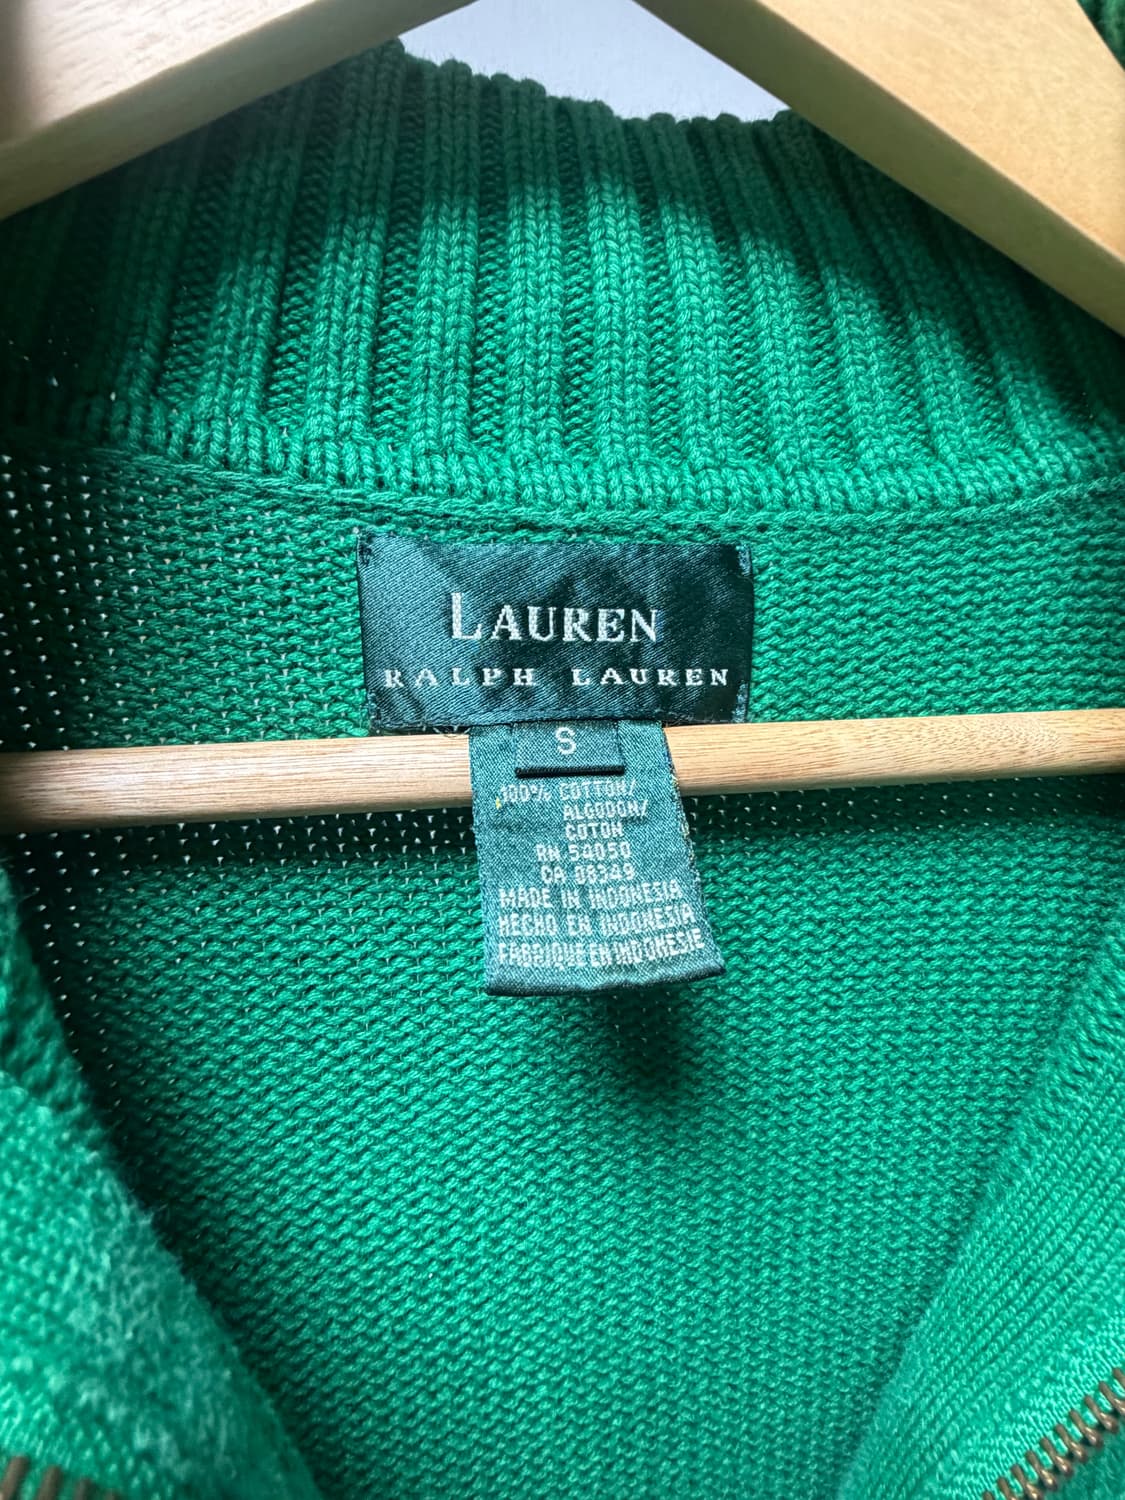 LAUREN
RALPH LAUREN
S
100% COTTON/
ALGODON/
COTON
RN 54050
CA 08349
MADE IN INDONESIA
HECHO EN INDONESIA
FABRIQUE EN INDONESIE